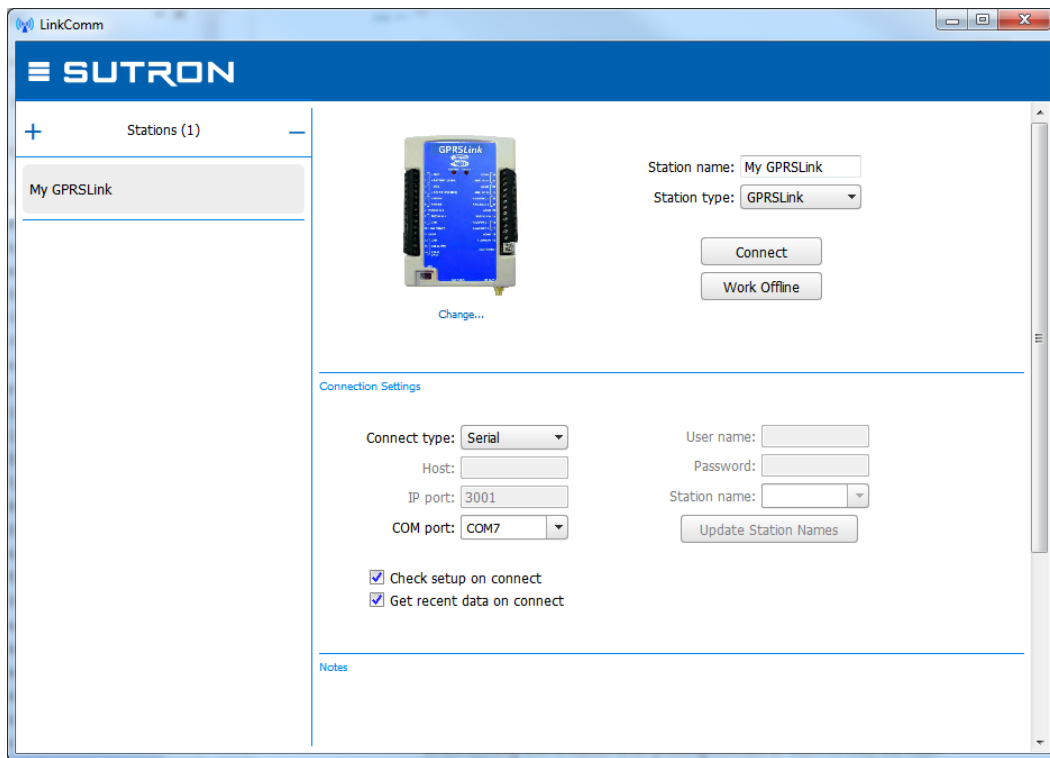 LinkComm
SUTRON
Stations (1)
My GPRSLink
GPRSLink
Change...
Station name: My GPRSLink
Station type: GPRSLink
Connect
Work Offline
Connection Settings
Connect type: Serial
Host:
IP port: 3001
COM port: COM7
User name:
Password:
Station name:
Update Station Names
Check setup on connect
Get recent data on connect
Notes